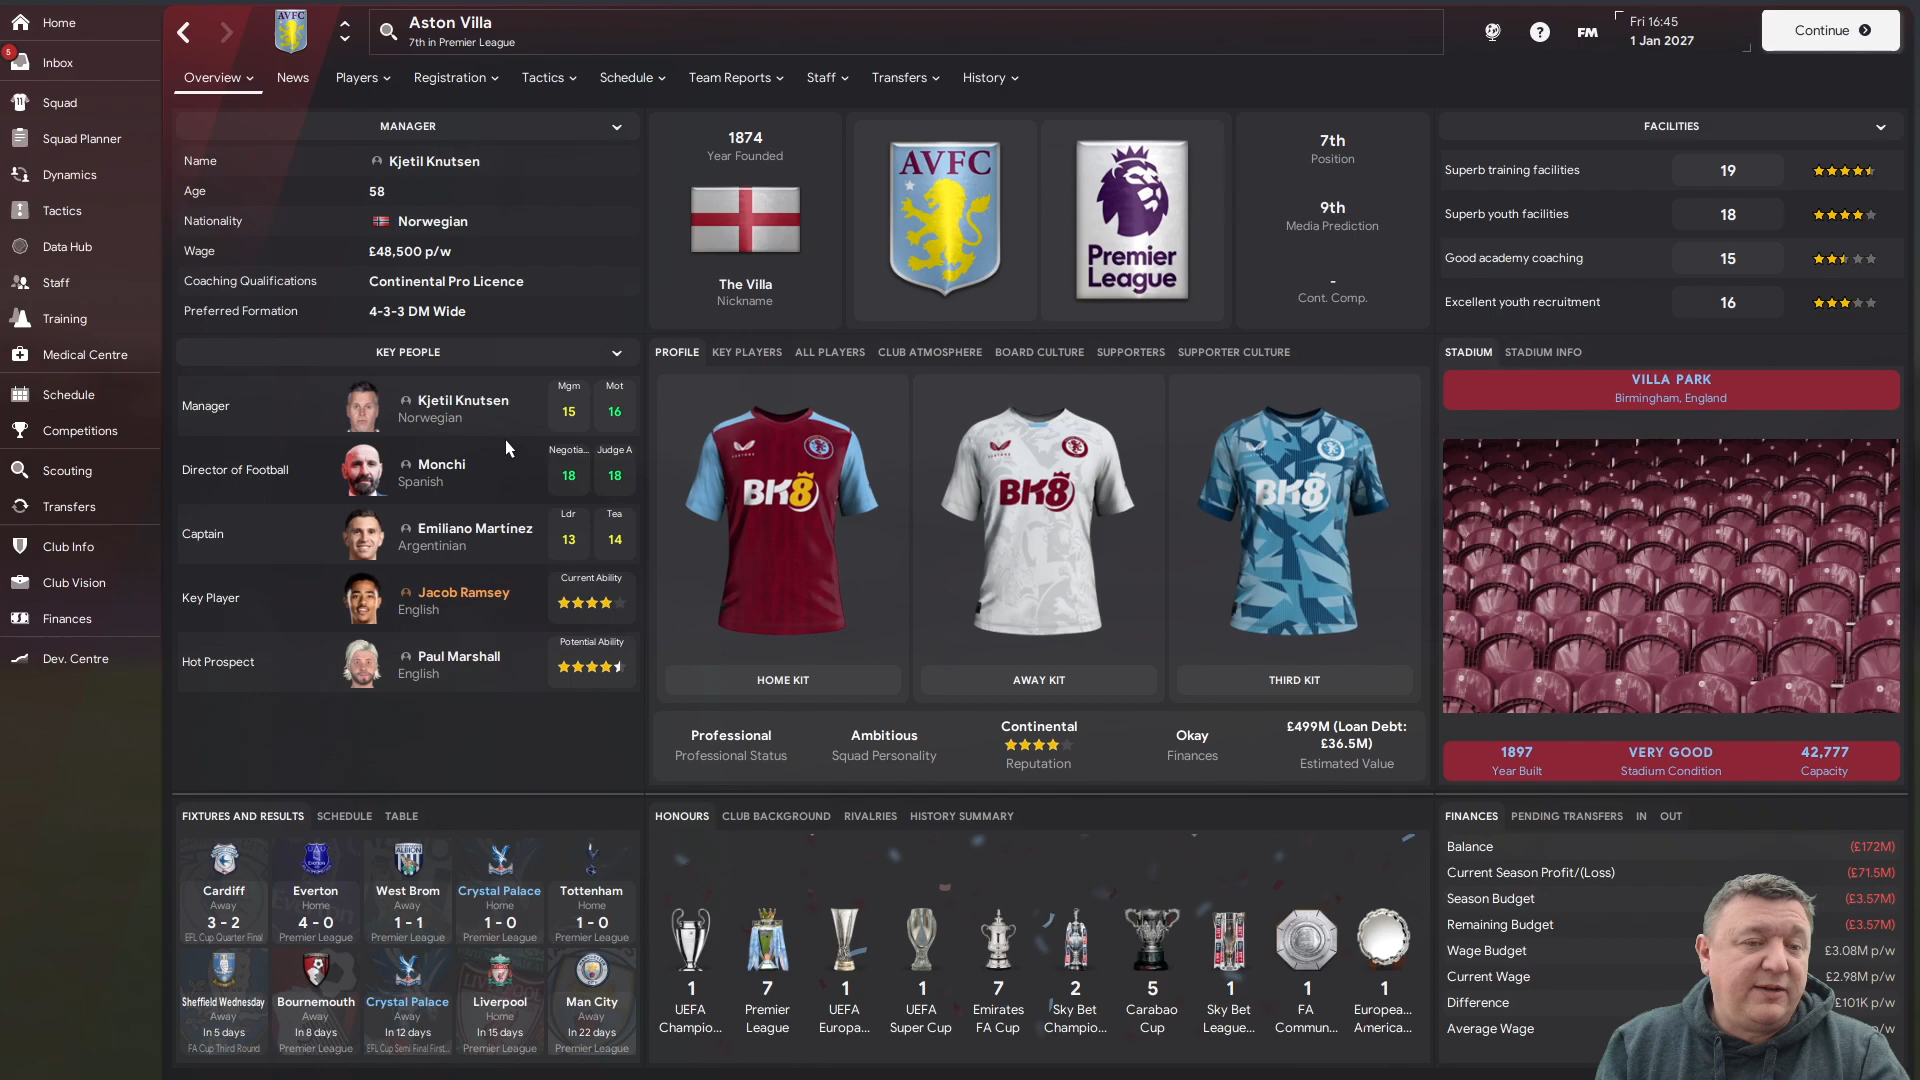 Home
5
Inbox
Squad
Squad Planner
Dynamics
Tactics
Data Hub
Staff
Training
Medical Centre
Schedule
Competitions
Scouting
Transfers
Club Info
Club Vision
Finances
Dev. Centre
AVFC
Aston Villa
7th in Premier League
?
FM
Fri 16:45
1 Jan 2027
Continue
Overview
News
Players
Registration
Tactics
Schedule
Team Reports
Staff
Transfers
History
MANAGER
Name Kjetil Knutsen
Age 58
Nationality Norwegian
Wage £48,500 p/w
Coaching Qualifications Continental Pro Licence
Preferred Formation 4-3-3 DM Wide
1874
Year Founded
The Villa
Nickname
AVFC
Premier
League
7th
Position
9th
Media Prediction
-
Cont. Comp.
FACILITIES
Superb training facilities 19
Superb youth facilities 18
Good academy coaching 15
Excellent youth recruitment 16
KEY PEOPLE
Manager
Kjetil Knutsen
Norwegian
Mgm Mot
15 16
Director of Football
Monchi
Spanish
Negotia... Judge A
18 18
Captain
Emiliano Martínez
Argentinian
Ldr Tea
13 14
Key Player
Jacob Ramsey
English
Current Ability
Hot Prospect
Paul Marshall
English
Potential Ability
PROFILE KEY PLAYERS ALL PLAYERS CLUB ATMOSPHERE BOARD CULTURE SUPPORTERS SUPPORTER CULTURE
BK8
BK8
BK8
HOME KIT
AWAY KIT
THIRD KIT
Professional
Professional Status
Ambitious
Squad Personality
Continental
Reputation
Okay
Finances
£499M (Loan Debt:
£36.5M)
Estimated Value
STADIUM STADIUM INFO
VILLA PARK
Birmingham, England
1897
Year Built
VERY GOOD
Stadium Condition
42,777
Capacity
FIXTURES AND RESULTS SCHEDULE TABLE
Cardiff
Away
3 - 2
EFL Cup Quarter Final
Everton
Home
4 - 0
Premier League
ALBION
West Brom
Away
1 - 1
Premier League
Crystal Palace
Home
1 - 0
Premier League
Tottenham
Home
1 - 0
Premier League
Sheffield Wednesday
Away
In 5 days
FA Cup Third Round
Bournemouth
Away
In 8 days
Premier League
Crystal Palace
Away
In 12 days
EFL Cup Semi Final First...
Liverpool
Home
In 15 days
Premier League
Man City
Away
In 22 days
Premier League
HONOURS CLUB BACKGROUND RIVALRIES HISTORY SUMMARY
1
UEFA
Champio...
7
Premier
League
1
UEFA
Europa...
1
UEFA
Super Cup
7
Emirates
FA Cup
2
Sky Bet
Champio...
5
Carabao
Cup
1
Sky Bet
League...
1
FA
Commun...
1
Europea...
America...
FINANCES PENDING TRANSFERS IN OUT
Balance (£172M)
Current Season Profit/(Loss) (£71.5M)
Season Budget (£3.57M)
Remaining Budget (£3.57M)
Wage Budget £3.08M p/w
Current Wage £2.98M p/w
Difference £101K p/w
Average Wage p/w